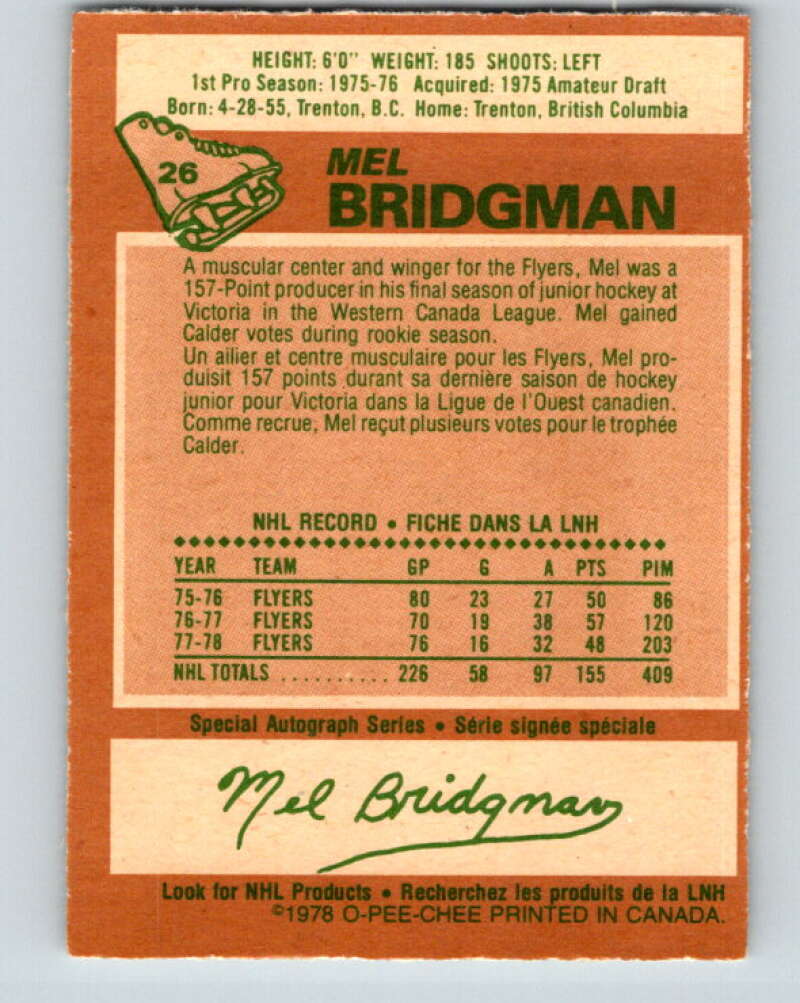 HEIGHT: 6'0" WEIGHT: 185 SHOOTS: LEFT
1st Pro Season: 1975-76 Acquired: 1975 Amateur Draft
Born: 4-28-55, Trenton, B.C. Home: Trenton, British Columbia
26
MEL
BRIDGMAN
A muscular center and winger for the Flyers, Mel was a
157-Point producer in his final season of junior hockey at
Victoria in the Western Canada League. Mel gained
Calder votes during rookie season.
Un ailier et centre musculaire pour les Flyers, Mel pro-
duisit 157 points durant sa dernière saison de hockey
junior pour Victoria dans la Ligue de l'Ouest canadien.
Comme recrue, Mel reçut plusieurs votes pour le trophée
Calder.
NHL RECORD • FICHE DANS LA LNH
YEAR TEAM GP G A PTS PIM
75-76 FLYERS 80 23 27 50 86
76-77 FLYERS 70 19 38 57 120
77-78 FLYERS 76 16 32 48 203
NHL TOTALS .......... 226 58 97 155 409
Special Autograph Series • Série signée spéciale
Mel Bridgman
Look for NHL Products • Recherchez les produits de la LNH
©1978 O-PEE-CHEE PRINTED IN CANADA.